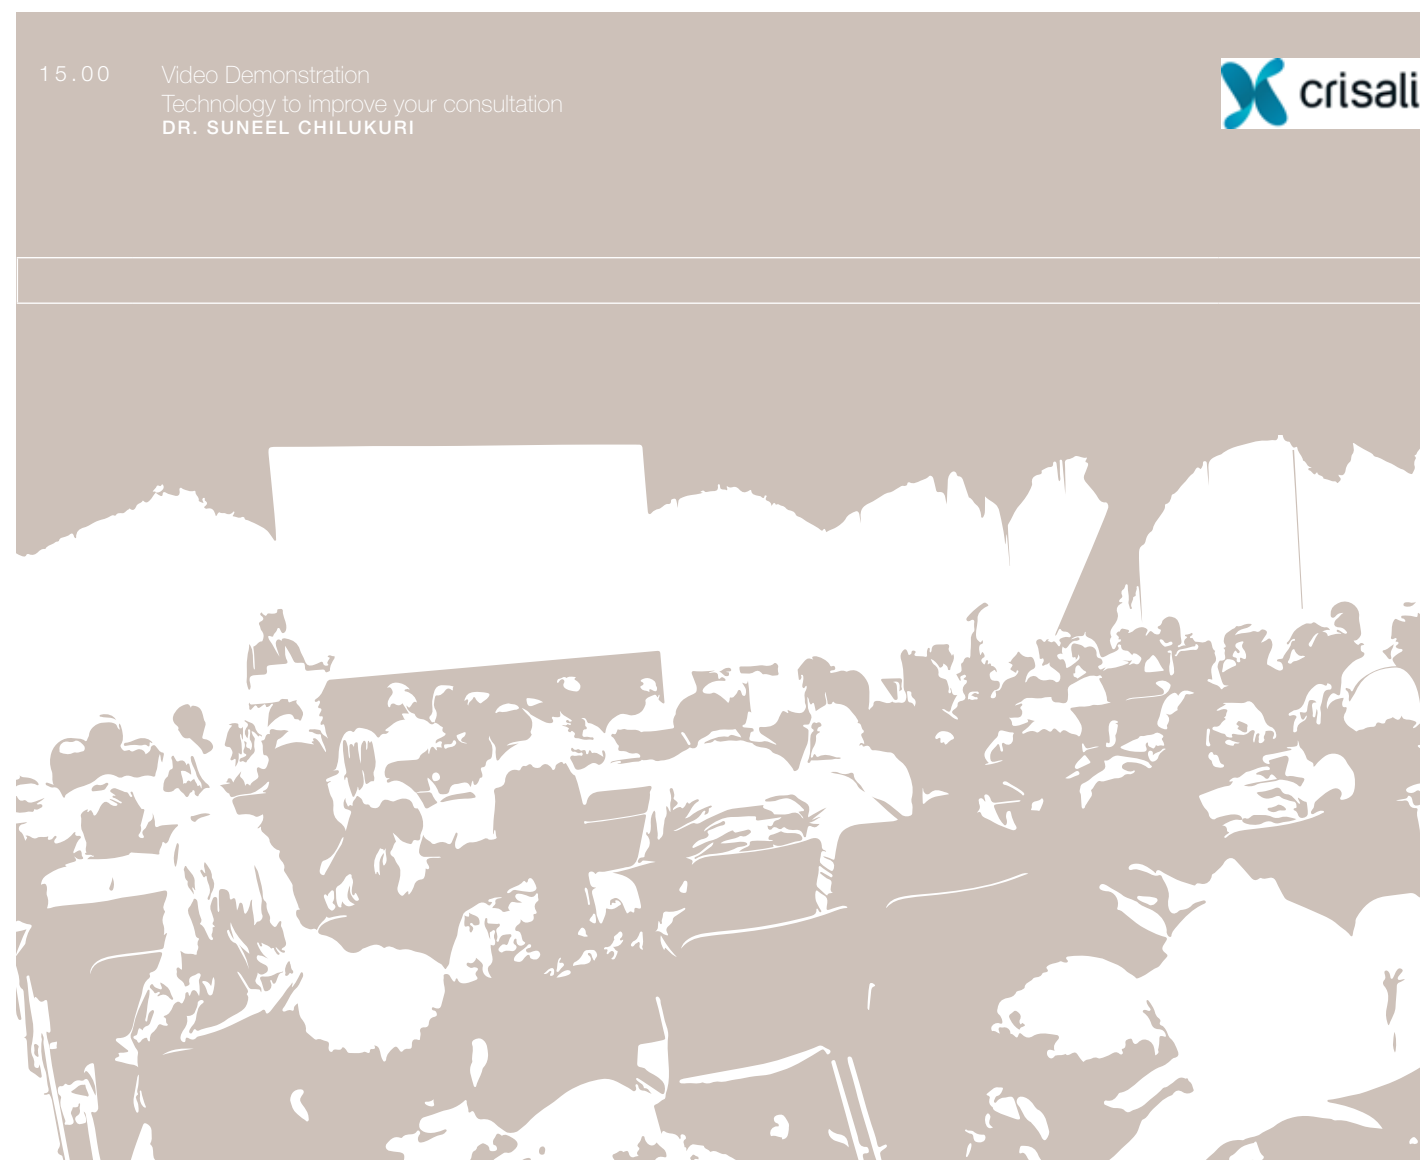 15.00
Video Demonstration
Technology to improve your consultation
DR. SUNEEL CHILUKURI
crisali